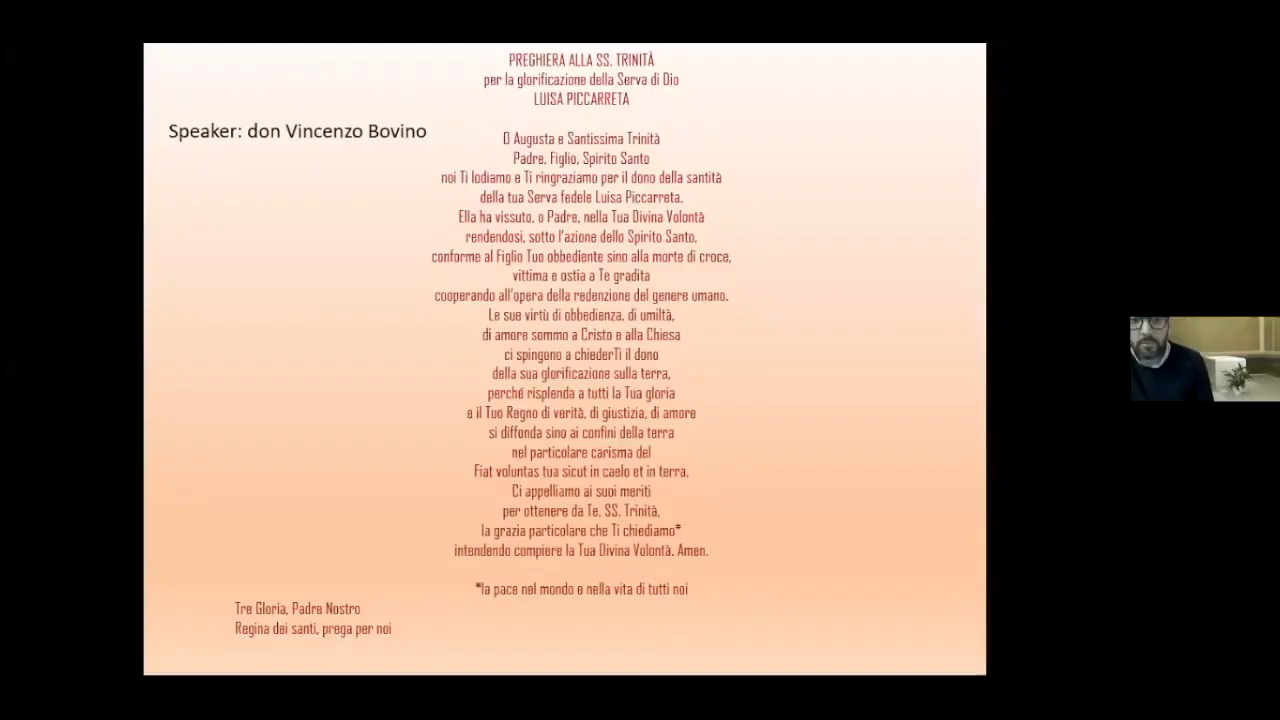 PREGHIERA ALLA SS. TRINITÀ
per la glorificazione della Serva di Dio
LUISA PICCARRETA
Speaker: don Vincenzo Bovino
Augusta e Santissima Trinità
Padre, Figlio, Spirito Santo
noi Ti lodiamo e Ti ringraziamo per il dono della santità
della tua Serva fedele Luisa Piccarreta.
Ella ha vissuto, o Padre, nella Tua Divina Volontà
rendendosi, sotto l'azione dello Spirito Santo,
conforme al Figlio Tuo obbediente sino alla morte di croce,
vittima e ostia a Te gradita
cooperando all'opera della redenzione del genere umano.
Le sue virtù di obbedienza, di umiltà,
di amore sommo a Cristo e alla Chiesa
ci spingono a chiederTi il dono
della sua glorificazione sulla terra,
perché risplenda a tutti la Tua gloria
e il Tuo Regno di verità, di giustizia, di amore
si diffonda sino ai confini della terra
nel particolare carisma del
Fiat voluntas tua sicut in caelo et in terra.
Ci appelliamo ai suoi meriti
per ottenere da Te, SS. Trinità,
la grazia particolare che Ti chiediamo*
intendendo compiere la Tua Divina Volontà. Amen.
*la pace nel mondo e nella vita di tutti noi
Tre Gloria, Padre Nostro
Regina dei santi, prega per noi